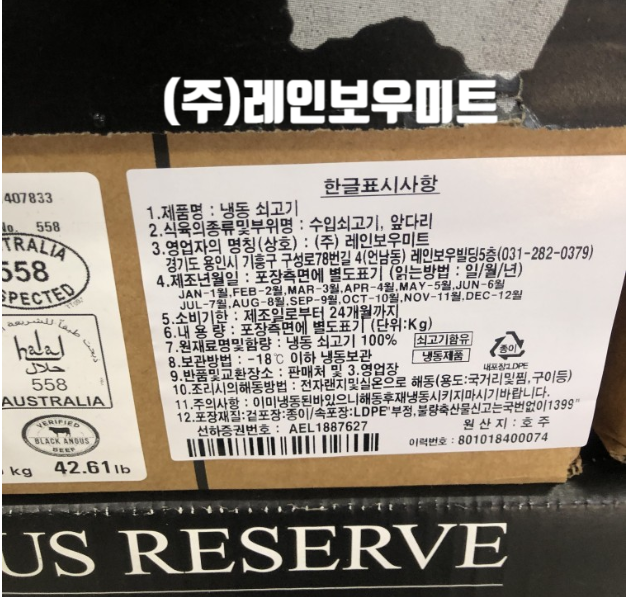 (주)레인보우미트
407833
No. 558
TRALIA
558
SPECTED
halal
حلال
558
AUSTRALIA
VERIFIED
BLACK ANGUS
BEEF
kg 42.61 lb
한글표시사항
1.제품명 : 냉동 쇠고기
2.식육의종류및부위명 : 수입쇠고기, 앞다리
3.영업자의 명칭(상호) : (주) 레인보우미트
경기도 용인시 기흥구 구성로78번길 4(언남동) 레인보우빌딩5층(031-282-0379)
4.제조년월일 : 포장측면에 별도표기 (읽는방법 : 일/월/년)
JAN-1월,FEB-2월,MAR-3월,APR-4월,MAY-5월,JUN-6월
JUL-7월,AUG-8월,SEP-9월,OCT-10월,NOV-11월,DEC-12월
5.소비기한 : 제조일로부터 24개월까지
6.내 용 량 : 포장측면에 별도표기 (단위:Kg)
7.원재료명및함량 : 냉동 쇠고기 100% 쇠고기함유
8.보관방법 : -18℃ 이하 냉동보관 냉동제품
종이
내포장:LDPE
9.반품및교환장소 : 판매처 및 3.영업장
10.조리시의해동방법 : 전자랜지및실온으로 해동(용도:국거리및찜,구이등)
11.주의사항 : 이미냉동된바있으니해동후재냉동시키지마시기바랍니다.
12.포장재질:겉포장:종이/속포장:LDPE"부정,불량축산물신고는국번없이1399"
선하증권번호 : AEL1887627 원 산 지 : 호 주
이력번호 : 801018400074
US RESERVE